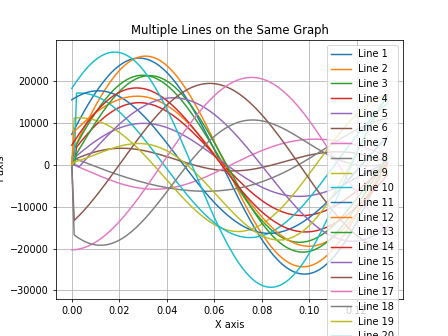 Multiple Lines on the Same Graph
20000
10000
0
−10000
−20000
−30000
0.00
0.02
0.04
0.06
0.08
0.10
X axis
axis
Line 1
Line 2
Line 3
Line 4
Line 5
Line 6
Line 7
Line 8
Line 9
Line 10
Line 11
Line 12
Line 13
Line 14
Line 15
Line 16
Line 17
Line 18
Line 19
Line 20